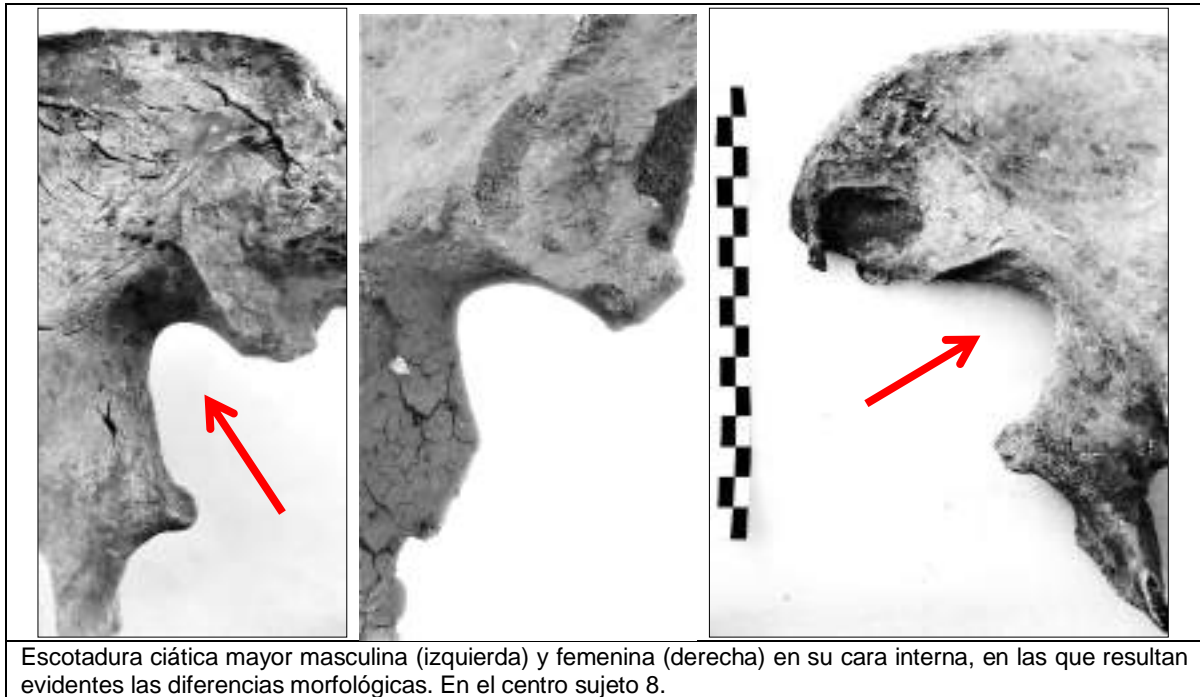 Escotadura ciática mayor masculina (izquierda) y femenina (derecha) en su cara interna, en las que resultan
evidentes las diferencias morfológicas. En el centro sujeto 8.